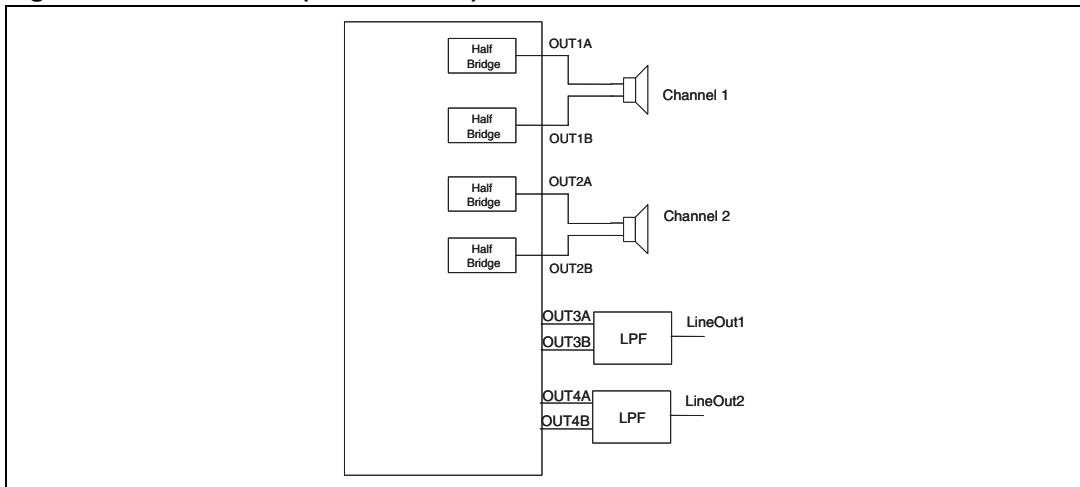 Half
Bridge
OUT1A
Channel 1
Half
Bridge
OUT1B
Half
Bridge
OUT2A
Channel 2
Half
Bridge
OUT2B
OUT3A
OUT3B
LPF
LineOut1
OUT4A
OUT4B
LPF
LineOut2